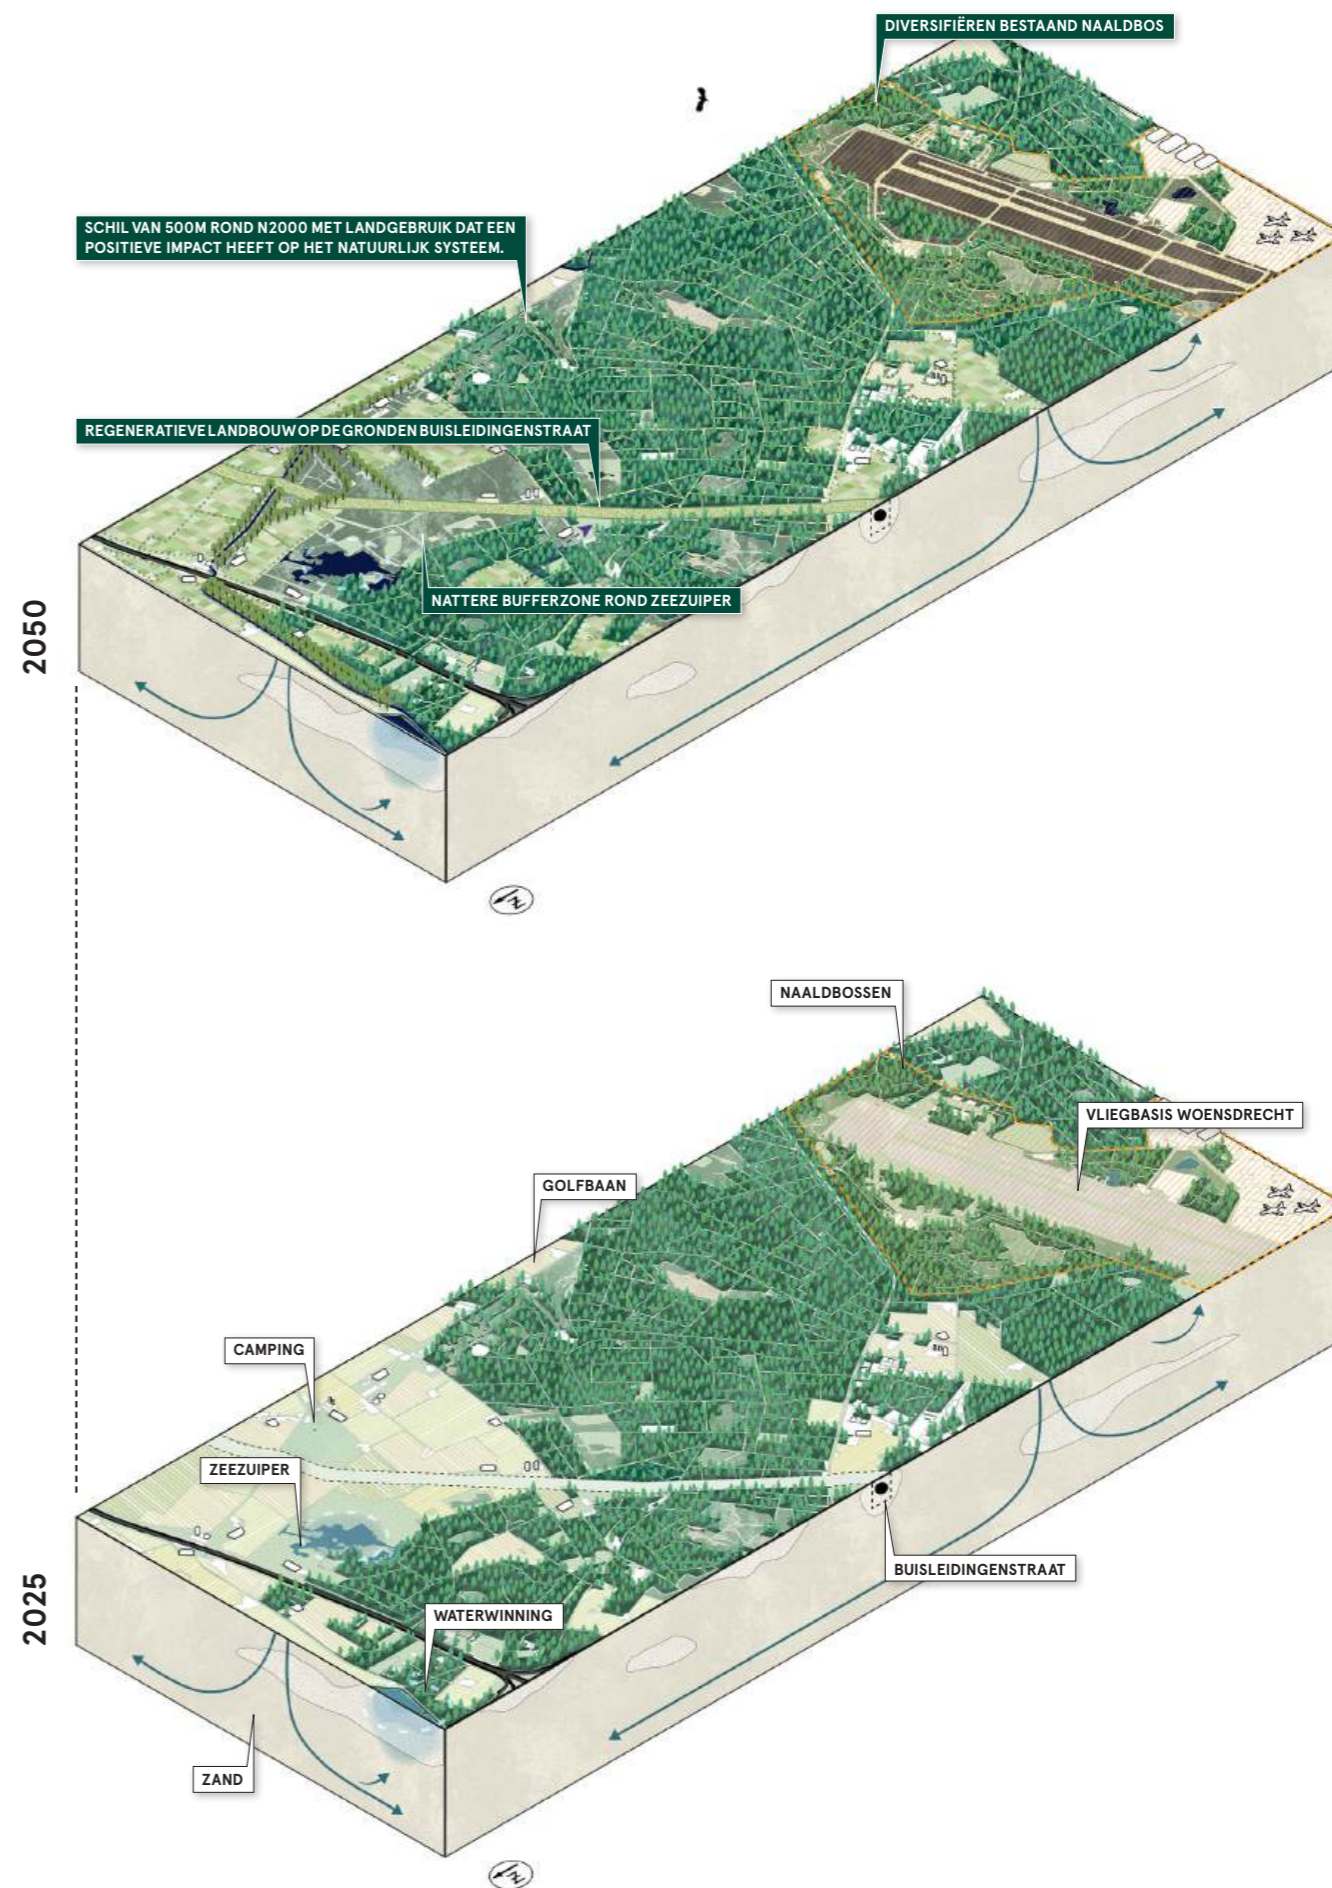 DIVERSIFIËREN BESTAAND NAALDBOS
SCHIL VAN 500M ROND N2000 MET LANDGEBRUIK DAT EEN
POSITIEVE IMPACT HEEFT OP HET NATUURLIJK SYSTEEM.
REGENERATIEVE LANDBOUW OP DE GRONDEN BUISLEIDINGENSTRAAT
NATTERE BUFFERZONE ROND ZEEZUIPER
2050
N
NAALDBOSSEN
VLIEGBASIS WOENSDRECHT
GOLFBAAN
CAMPING
ZEEZUIPER
BUISLEIDINGENSTRAAT
WATERWINNING
2025
ZAND
N